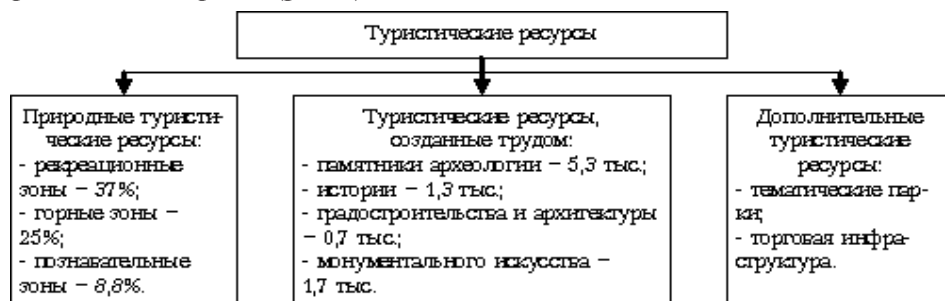 Туристические ресурсы
Природные туристи-
ческие ресурсы:
- рекреационные
зоны – 37%;
- горные зоны –
25%;
- познавательные
зоны – 8,8%.
Туристические ресурсы,
созданные трудом:
- памятники археологии – 5,3 тыс.;
- истории – 1,3 тыс.;
- градостроительства и архитектуры
– 0,7 тыс.;
- монументального искусства –
1,7 тыс.
Дополнительные
туристические
ресурсы:
- тематические пар-
ки;
- торговая инфра-
структура.